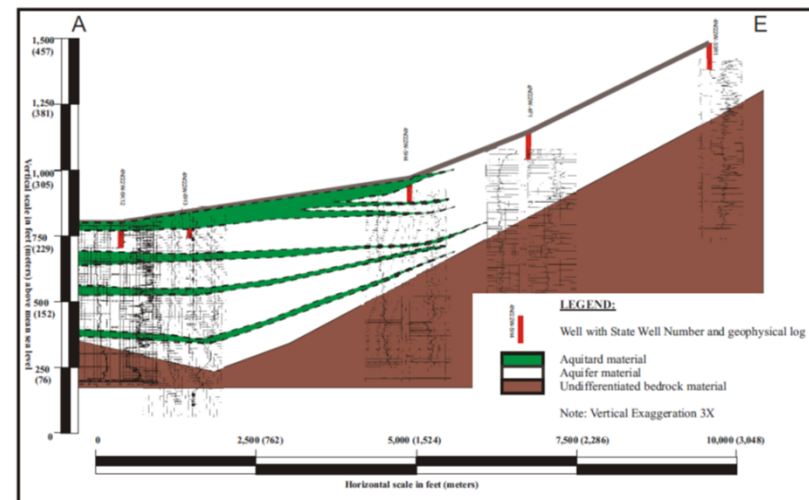 A
E
1,500
(457)
1,250
(381)
1,000
(305)
750
(229)
500
(152)
250
(76)
0
Vertical scale in feet (meters) above mean sea level
LEGEND:
Well with State Well Number and geophysical log
Aquitard material
Aquifer material
Undifferentiated bedrock material
Note: Vertical Exaggeration 3X
0 2,500 (762) 5,000 (1,524) 7,500 (2,286) 10,000 (3,048)
Horizontal scale in feet (meters)